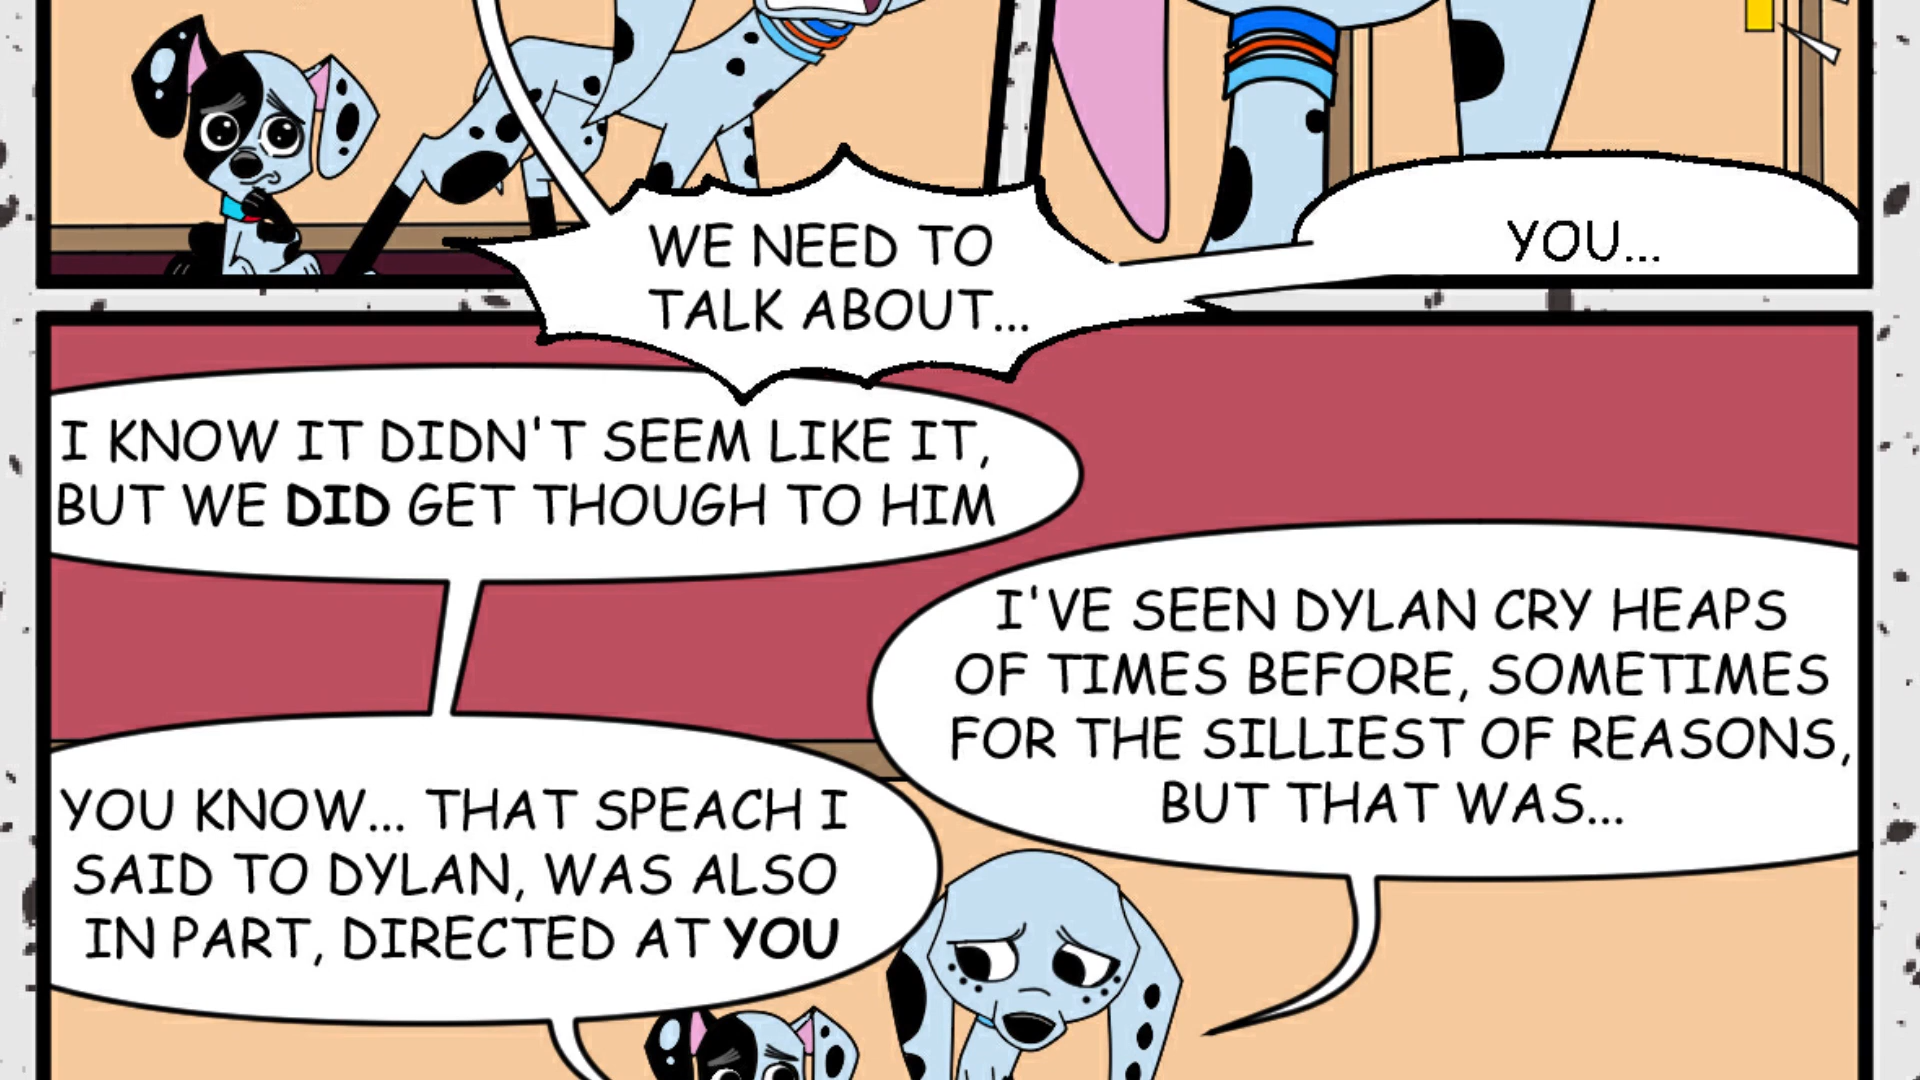 WE NEED TO
TALK ABOUT...
YOU...
I KNOW IT DIDN'T SEEM LIKE IT,
BUT WE DID GET THOUGH TO HIM
I'VE SEEN DYLAN CRY HEAPS
OF TIMES BEFORE, SOMETIMES
FOR THE SILLIEST OF REASONS,
BUT THAT WAS...
YOU KNOW... THAT SPEACH I
SAID TO DYLAN, WAS ALSO
IN PART, DIRECTED AT YOU